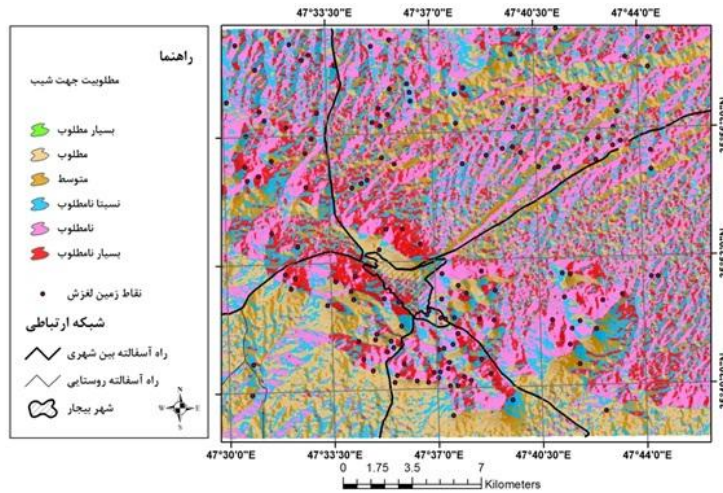 راهنما
مطلوبیت جهت شیب
بسیار مطلوب
مطلوب
متوسط
نسبتا نامطلوب
نامطلوب
بسیار نامطلوب
نقاط زمین لغزش
شبکه ارتباطی
راه آسفالته بین شهری
راه آسفالته روستایی
شهر بیجار
N
W E
S
47°33'30"E 47°37'0"E 47°40'30"E 47°44'0"E
47°30'0"E 47°33'30"E 47°37'0"E 47°40'30"E 47°44'0"E
0 1.75 3.5 7
Kilometers